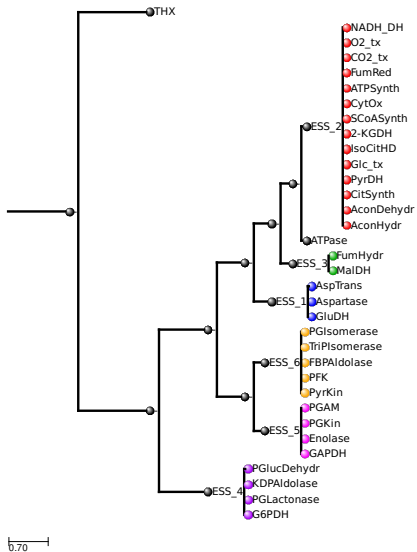 THX
NADH_DH
O2_tx
CO2_tx
FumRed
ATPSynth
CytOx
ESS_2
SCoASynth
2-KGDH
IsoCitHD
Glc_tx
PyrDH
CitSynth
AconDehydr
AconHydr
ATPase
FumHydr
ESS_3
MalDH
AspTrans
ESS_1
Aspartase
GluDH
PGIsomerase
TriPIsomerase
ESS_6
FBPAldolase
PFK
PyrKin
PGAM
PGKin
ESS_5
Enolase
GAPDH
PGlucDehydr
KDPAldolase
ESS_4
PGLactonase
G6PDH
0.70